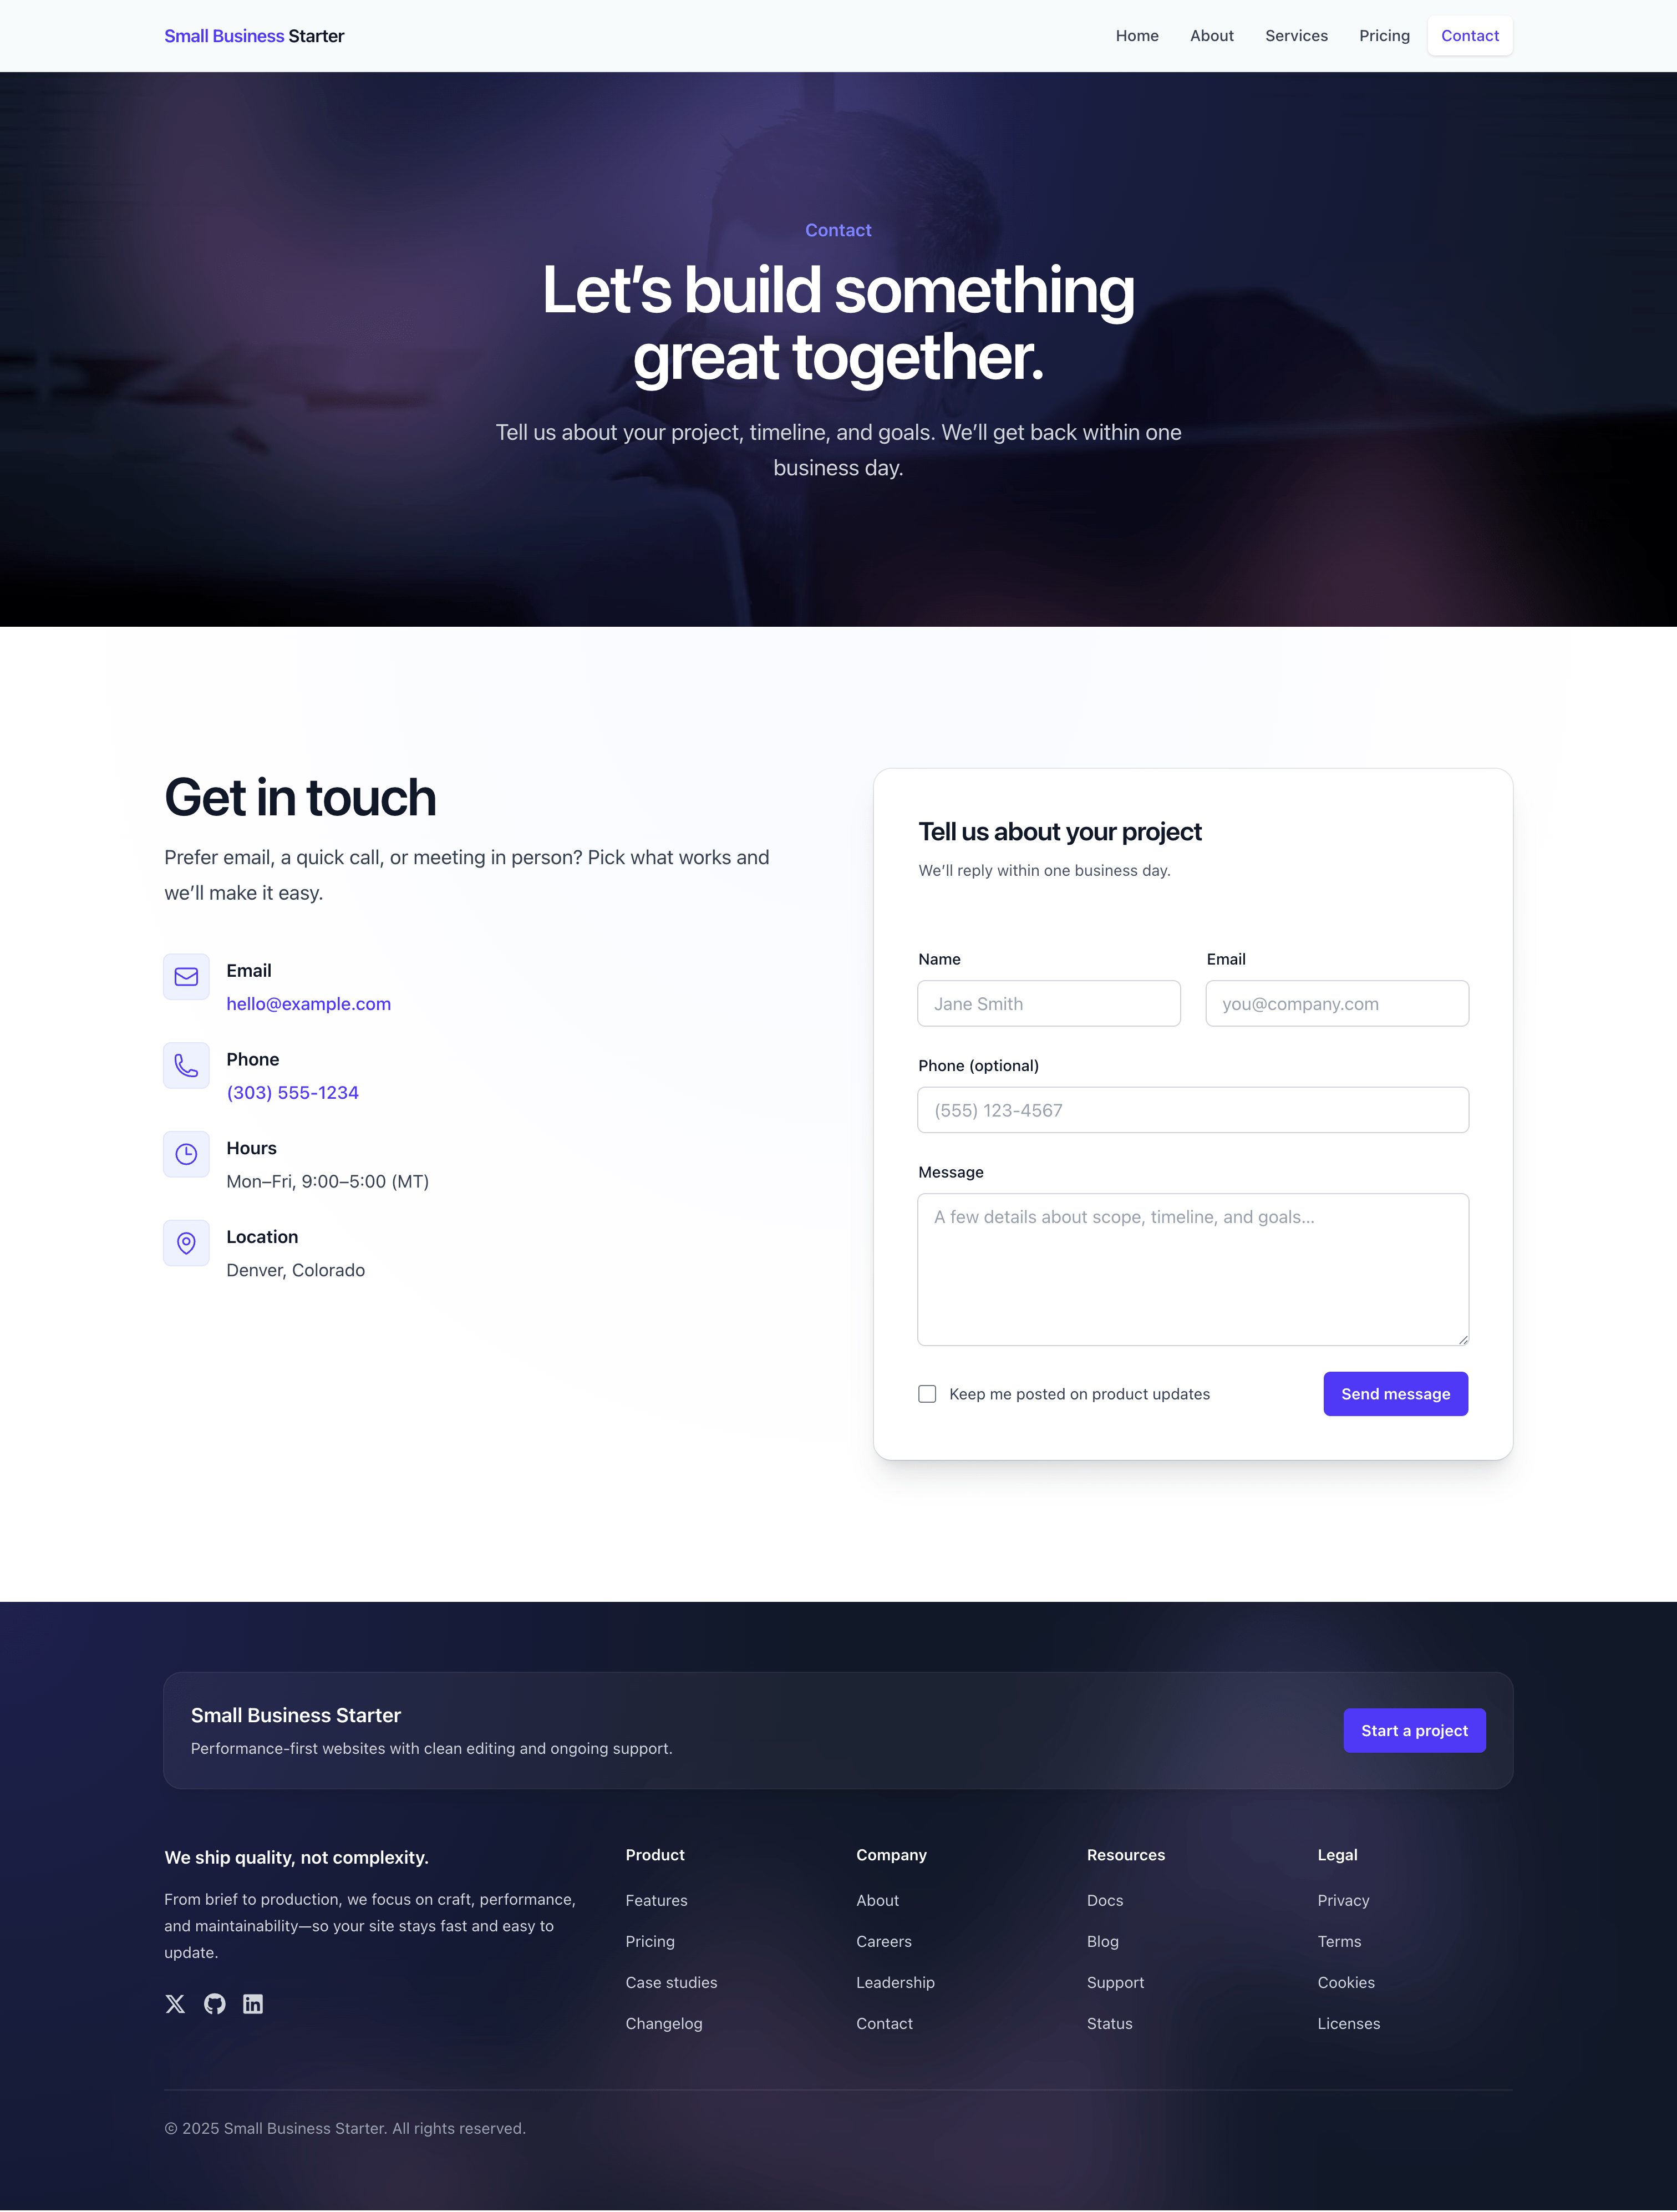 Small Business Starter
Home
About
Services
Pricing
Contact
Contact
Let’s build something
great together.
Tell us about your project, timeline, and goals. We’ll get back within one
business day.
Get in touch
Prefer email, a quick call, or meeting in person? Pick what works and
we’ll make it easy.
Email
hello@example.com
Phone
(303) 555-1234
Hours
Mon–Fri, 9:00–5:00 (MT)
Location
Denver, Colorado
Tell us about your project
We’ll reply within one business day.
Name
Jane Smith
Email
you@company.com
Phone (optional)
(555) 123-4567
Message
A few details about scope, timeline, and goals...
Keep me posted on product updates
Send message
Small Business Starter
Performance-first websites with clean editing and ongoing support.
Start a project
We ship quality, not complexity.
From brief to production, we focus on craft, performance,
and maintainability—so your site stays fast and easy to
update.
Product
Features
Pricing
Case studies
Changelog
Company
About
Careers
Leadership
Contact
Resources
Docs
Blog
Support
Status
Legal
Privacy
Terms
Cookies
Licenses
© 2025 Small Business Starter. All rights reserved.